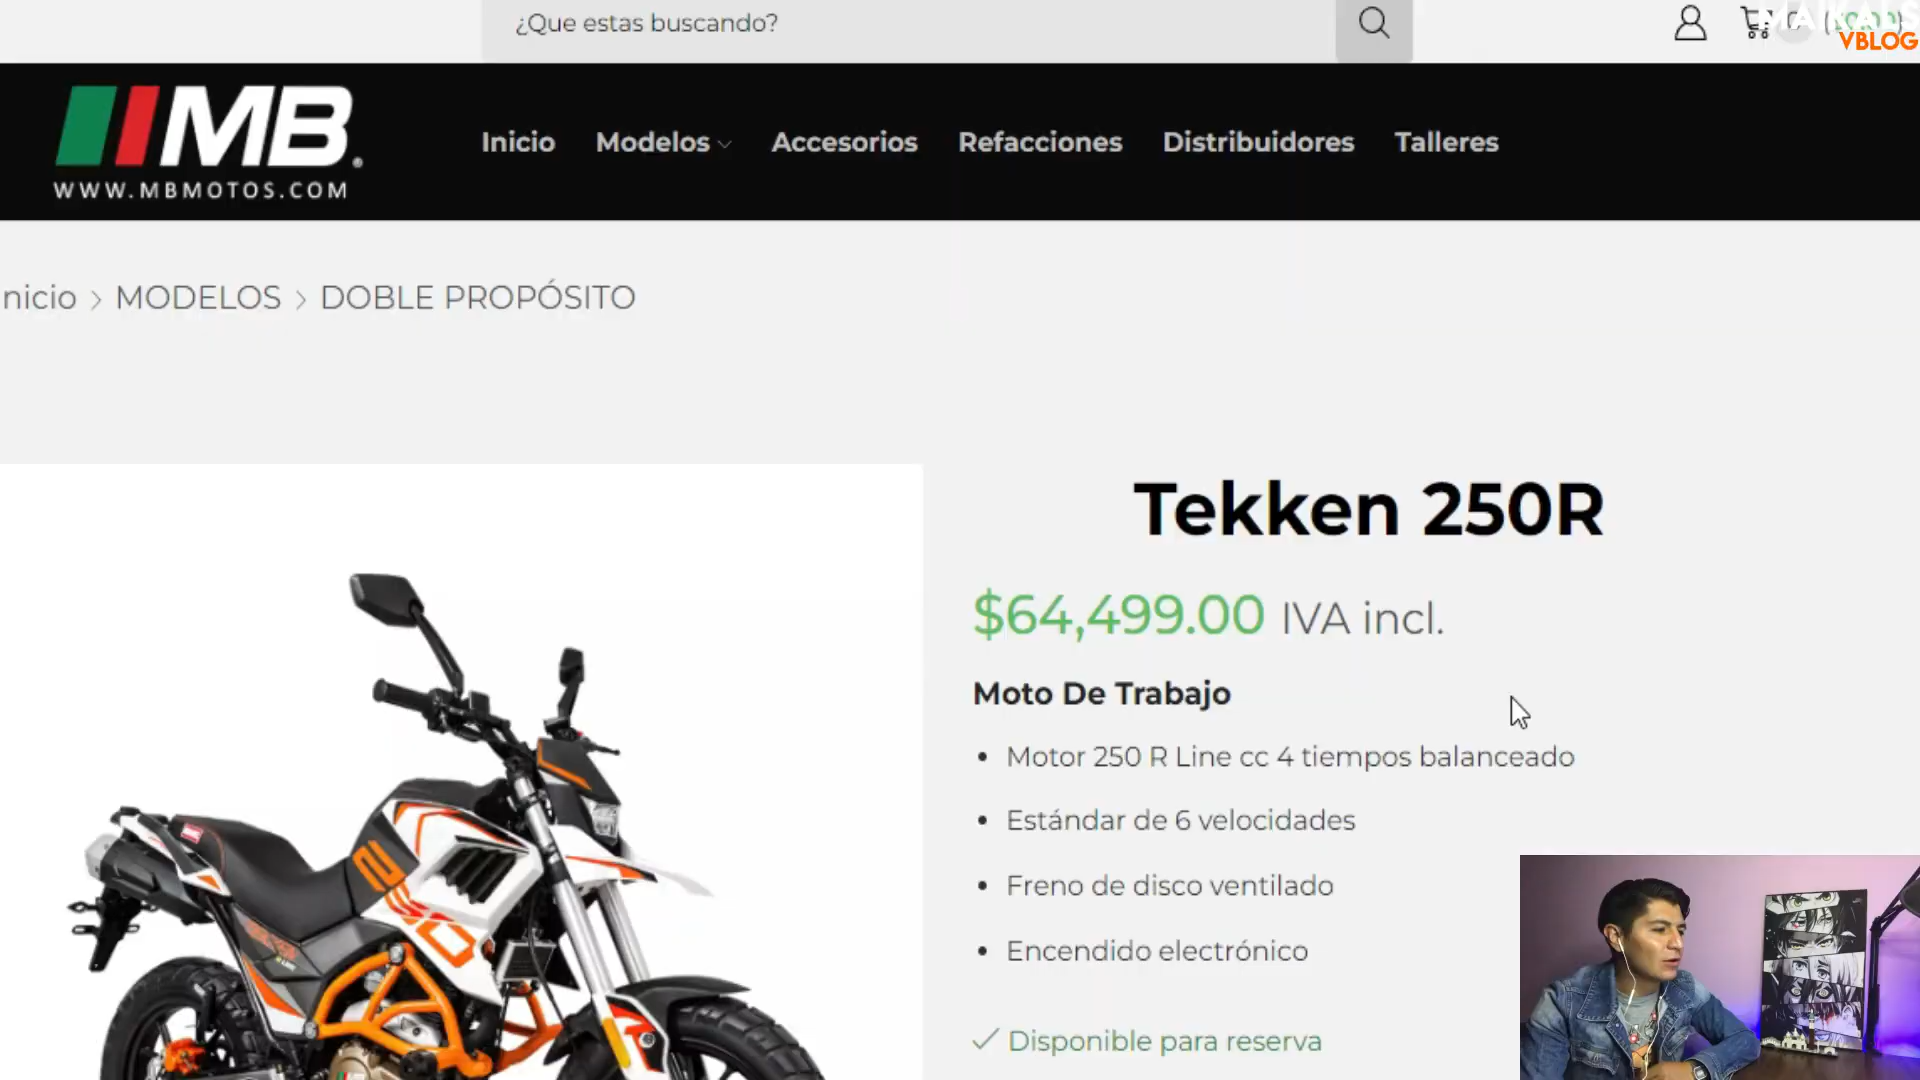 ¿Que estas buscando?
VBLOG
MB
WWW.MBMOTOS.COM
Inicio
Modelos
Accesorios
Refacciones
Distribuidores
Talleres
nicio > MODELOS > DOBLE PROPÓSITO
Tekken 250R
$64,499.00 IVA incl.
Moto De Trabajo
• Motor 250 R Line cc 4 tiempos balanceado
• Estándar de 6 velocidades
• Freno de disco ventilado
• Encendido electrónico
Disponible para reserva
250